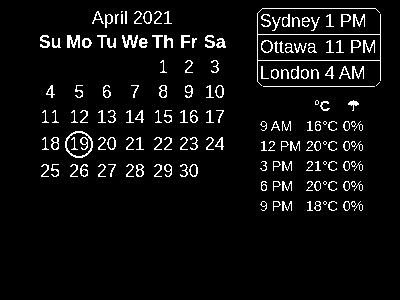 April 2021
Su Mo Tu We Th Fr Sa
1 2 3
4 5 6 7 8 9 10
11 12 13 14 15 16 17
18 19 20 21 22 23 24
25 26 27 28 29 30
Sydney 1 PM
Ottawa 11 PM
London 4 AM
°C
9 AM 16°C 0%
12 PM 20°C 0%
3 PM 21°C 0%
6 PM 20°C 0%
9 PM 18°C 0%